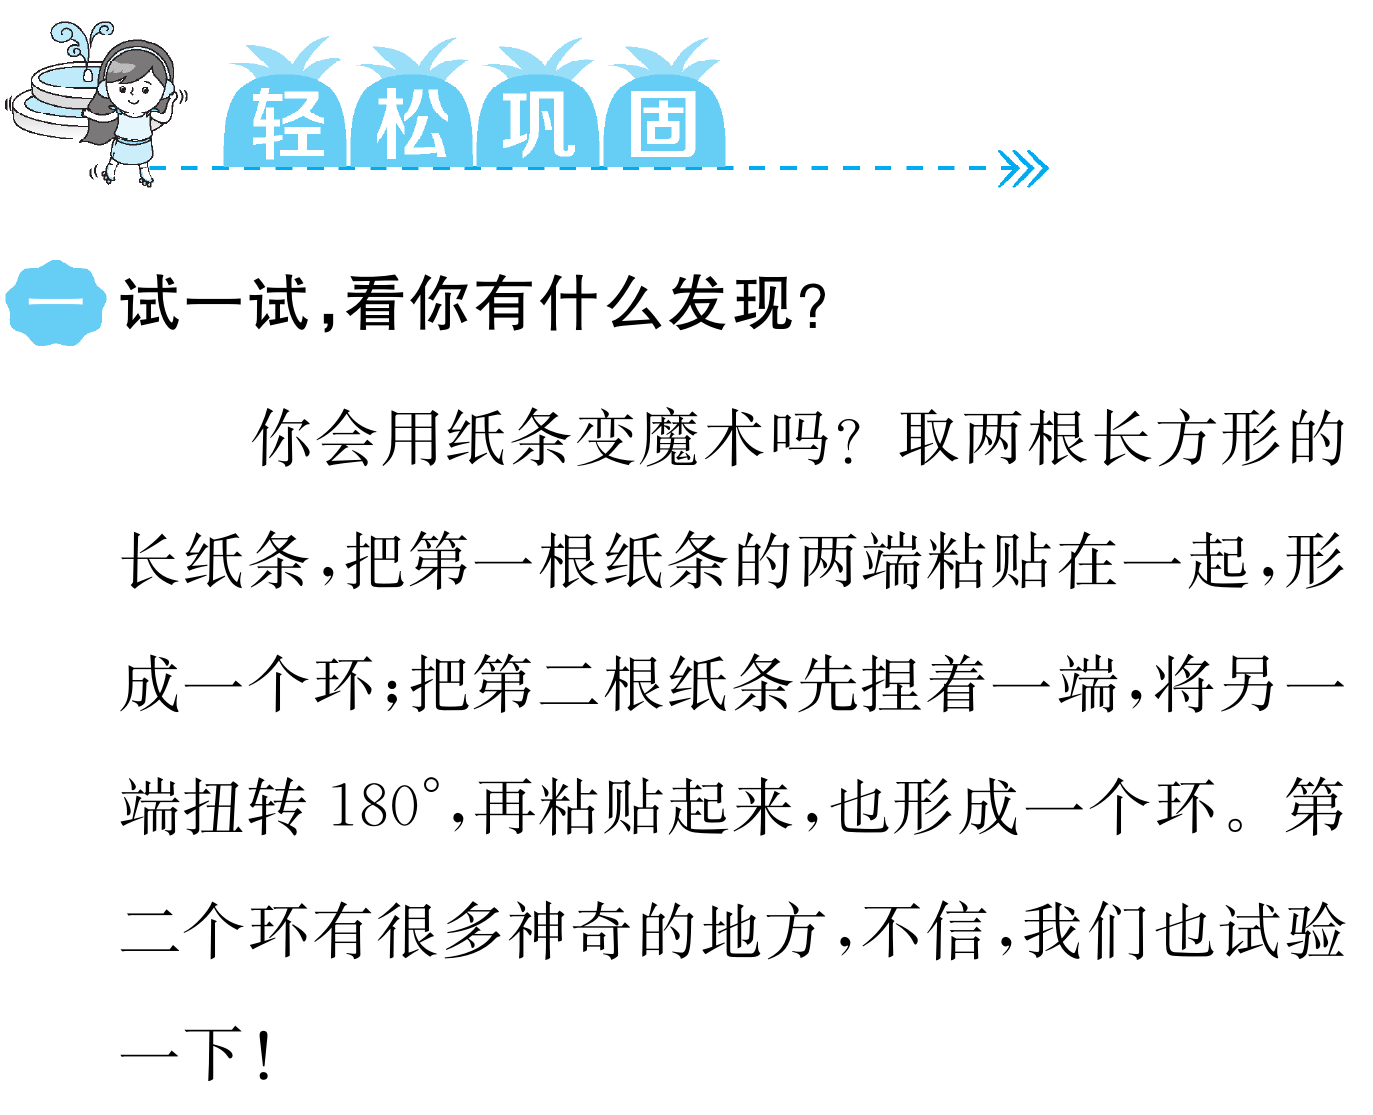 轻松巩固
一 试一试,看你有什么发现?
你会用纸条变魔术吗? 取两根长方形的
长纸条,把第一根纸条的两端粘贴在一起,形
成一个环;把第二根纸条先捏着一端,将另一
端扭转 180°,再粘贴起来,也形成一个环。第
二个环有很多神奇的地方,不信,我们也试验
一下!